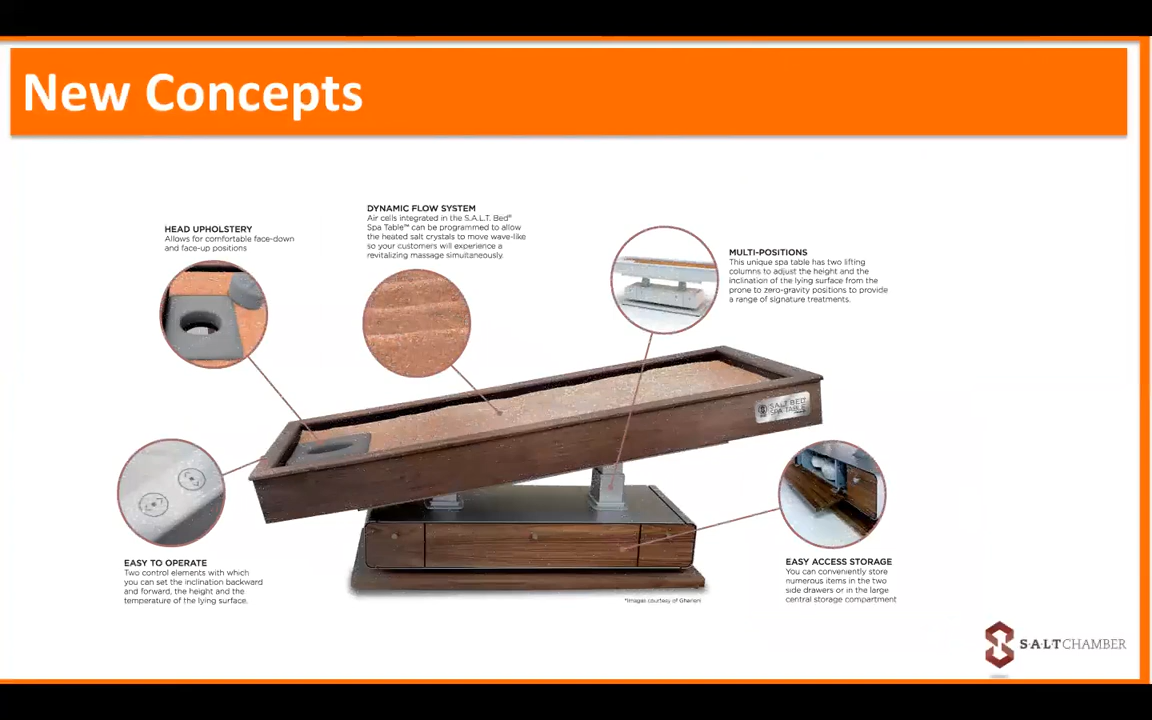 New Concepts
DYNAMIC FLOW SYSTEM
Air cells integrated in the S.A.L.T. Bed®
Spa Table™ can be programmed to allow
the heated salt crystals to move wave-like
so your customers will experience a
revitalizing massage simultaneously.
HEAD UPHOLSTERY
Allows for comfortable face-down
and face-up positions
MULTI-POSITIONS
This unique spa table has two lifting
columns to adjust the height and the
inclination of the lying surface from the
prone to zero-gravity positions to provide
a range of signature treatments.
S.A.L.T. BED
SPA TABLE
EASY TO OPERATE
Two control elements with which
you can set the inclination backward
and forward, the height and the
temperature of the lying surface.
EASY ACCESS STORAGE
You can conveniently store
numerous items in the two
side drawers or in the large
central storage compartment
*Images courtesy of Gharieni
S·A·L·T CHAMBER